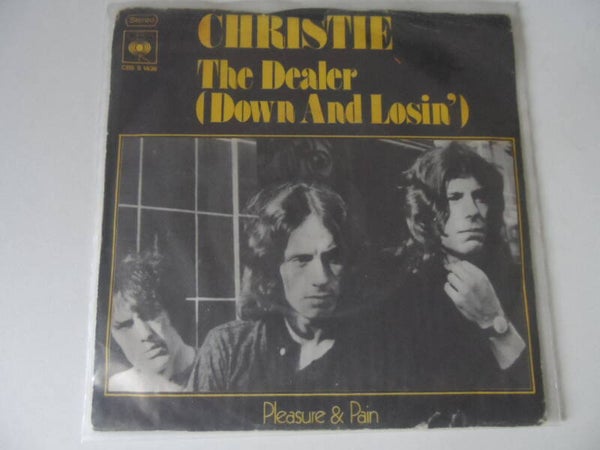 Stereo
CBS
CHRISTIE
The Dealer
(Down And Losin')
Pleasure & Pain